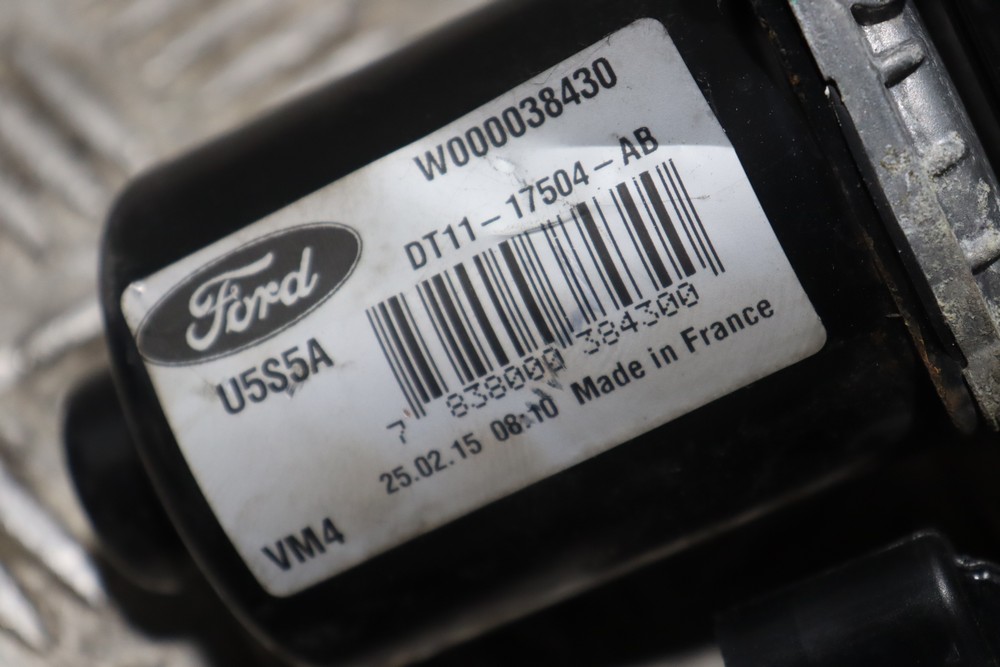 W000038430
DT11-17504-AB
Ford
U5S5A
7 838000 384300
25.02.15 08:10 Made in France
VM4